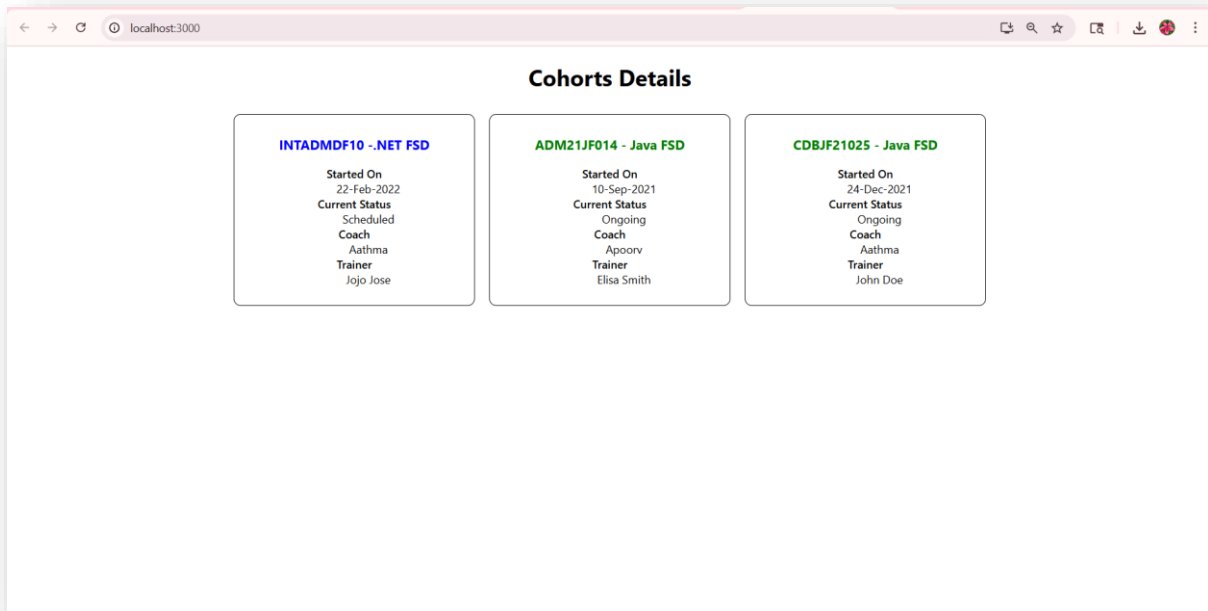 localhost:3000
Cohorts Details
INTADMDF10 -.NET FSD
Started On
22-Feb-2022
Current Status
Scheduled
Coach
Aathma
Trainer
Jojo Jose
ADM21JF014 - Java FSD
Started On
10-Sep-2021
Current Status
Ongoing
Coach
Apoorv
Trainer
Elisa Smith
CDBJF21025 - Java FSD
Started On
24-Dec-2021
Current Status
Ongoing
Coach
Aathma
Trainer
John Doe